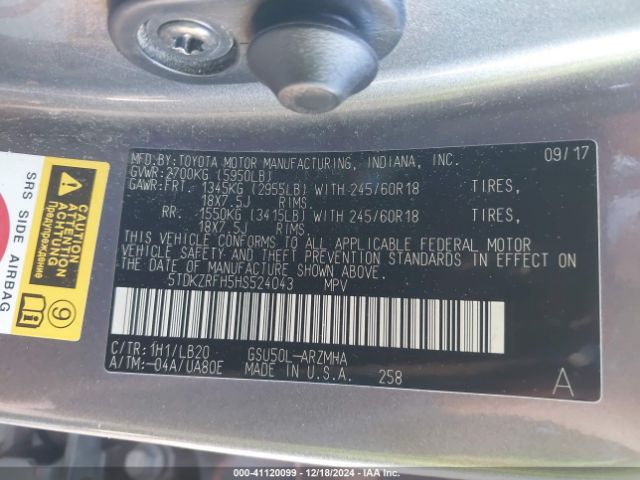 MFD.BY:TOYOTA MOTOR MANUFACTURING, INDIANA, INC. 09/17
GVWR:2700KG (5950LB)
GAWR:FRT. 1345KG (2955LB) WITH 245/60R18 TIRES,
18X7.5J RIMS.
RR. 1550KG (3415LB) WITH 245/60R18 TIRES,
18X7.5J RIMS.
THIS VEHICLE CONFORMS TO ALL APPLICABLE FEDERAL MOTOR
VEHICLE SAFETY AND THEFT PREVENTION STANDARDS IN EFFECT ON
THE DATE OF MANUFACTURE SHOWN ABOVE.
5TDKZRFH5HS524043 MPV
C/TR:1H1/LB20 GSU50L-ARZMHA
A/TM:-04A/UA80E MADE IN U.S.A. 258 A
SRS SIDE AIRBAG
CAUTION
ATTENTION
ACHTUNG
Предупреждение
9
000-41120099 - 12/18/2024 - IAA Inc.